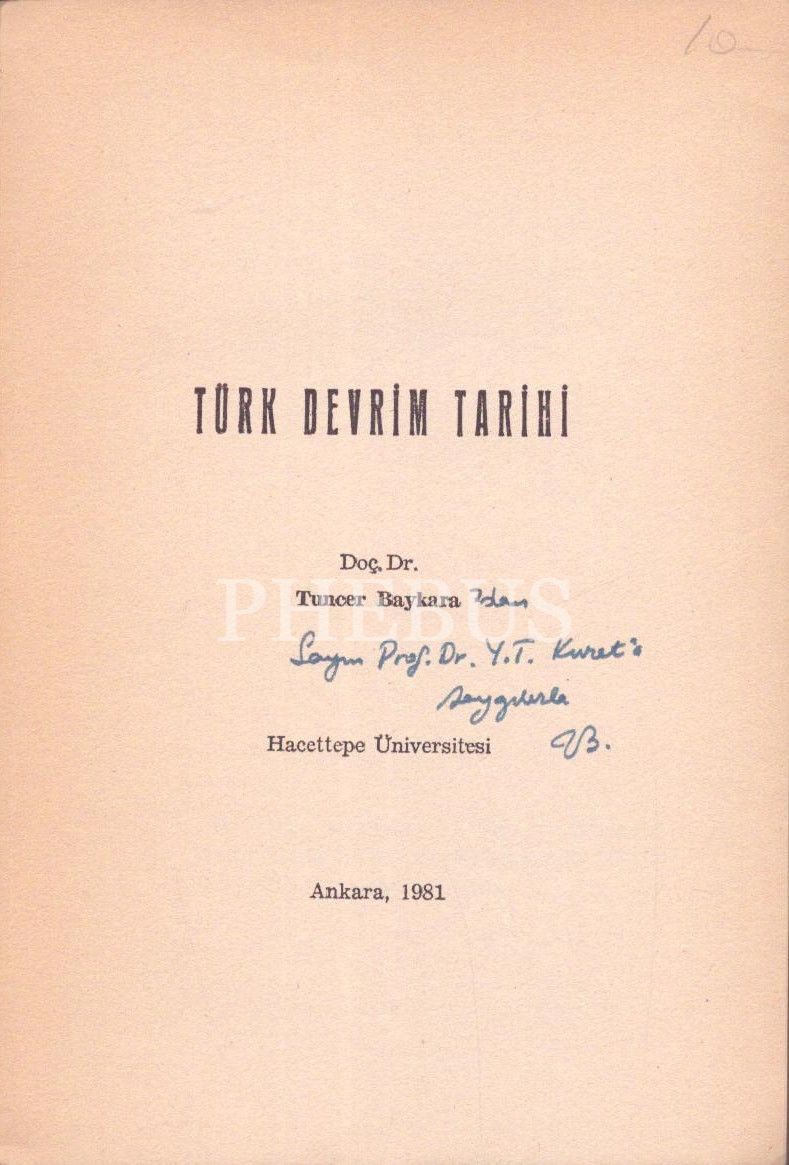 10
TÜRK DEVRİM TARİHİ
Doç. Dr.
Tuncer Baykara 'dan
PHEBUS
Sayın Prof. Dr. Y.T. Kurat'a
saygılarla
Hacettepe Üniversitesi TB.
Ankara, 1981